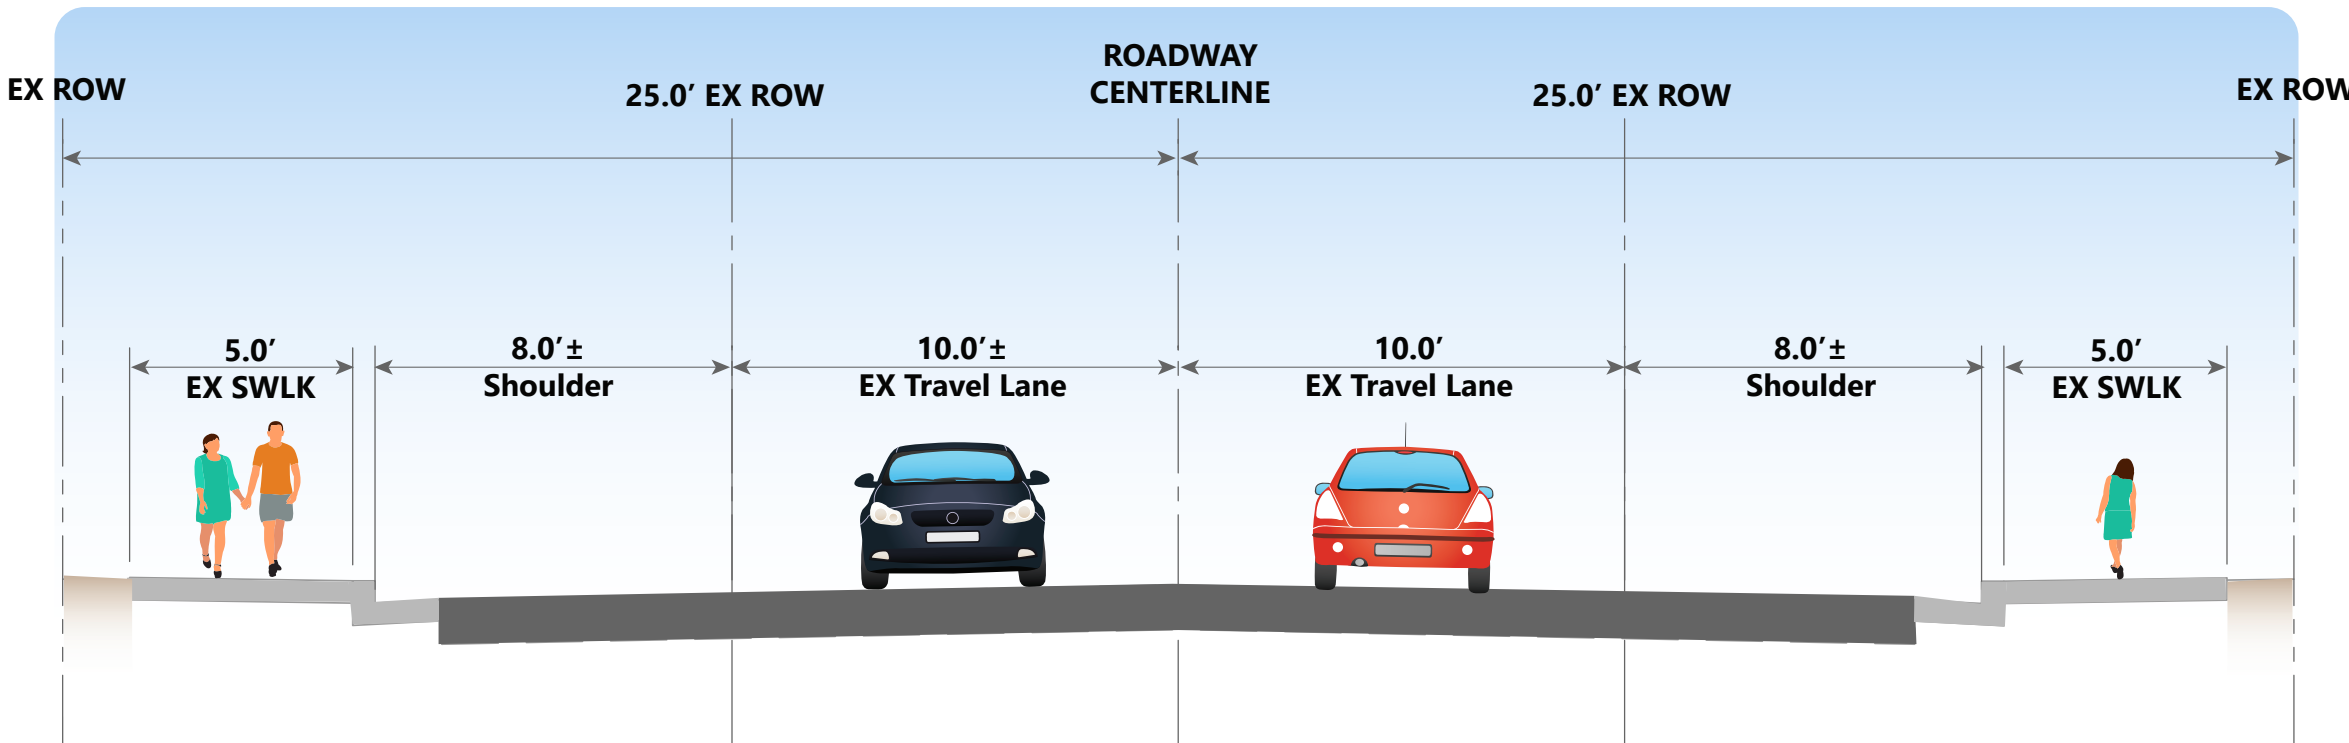 ROADWAY
CENTERLINE
EX ROW
25.0’ EX ROW
25.0’ EX ROW
EX ROW
5.0’
EX SWLK
8.0’±
Shoulder
10.0’±
EX Travel Lane
10.0’
EX Travel Lane
8.0’±
Shoulder
5.0’
EX SWLK